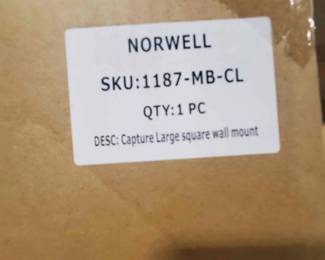 NORWELL
SKU:1187-MB-CL
QTY:1 PC
DESC: Capture Large square wall mount